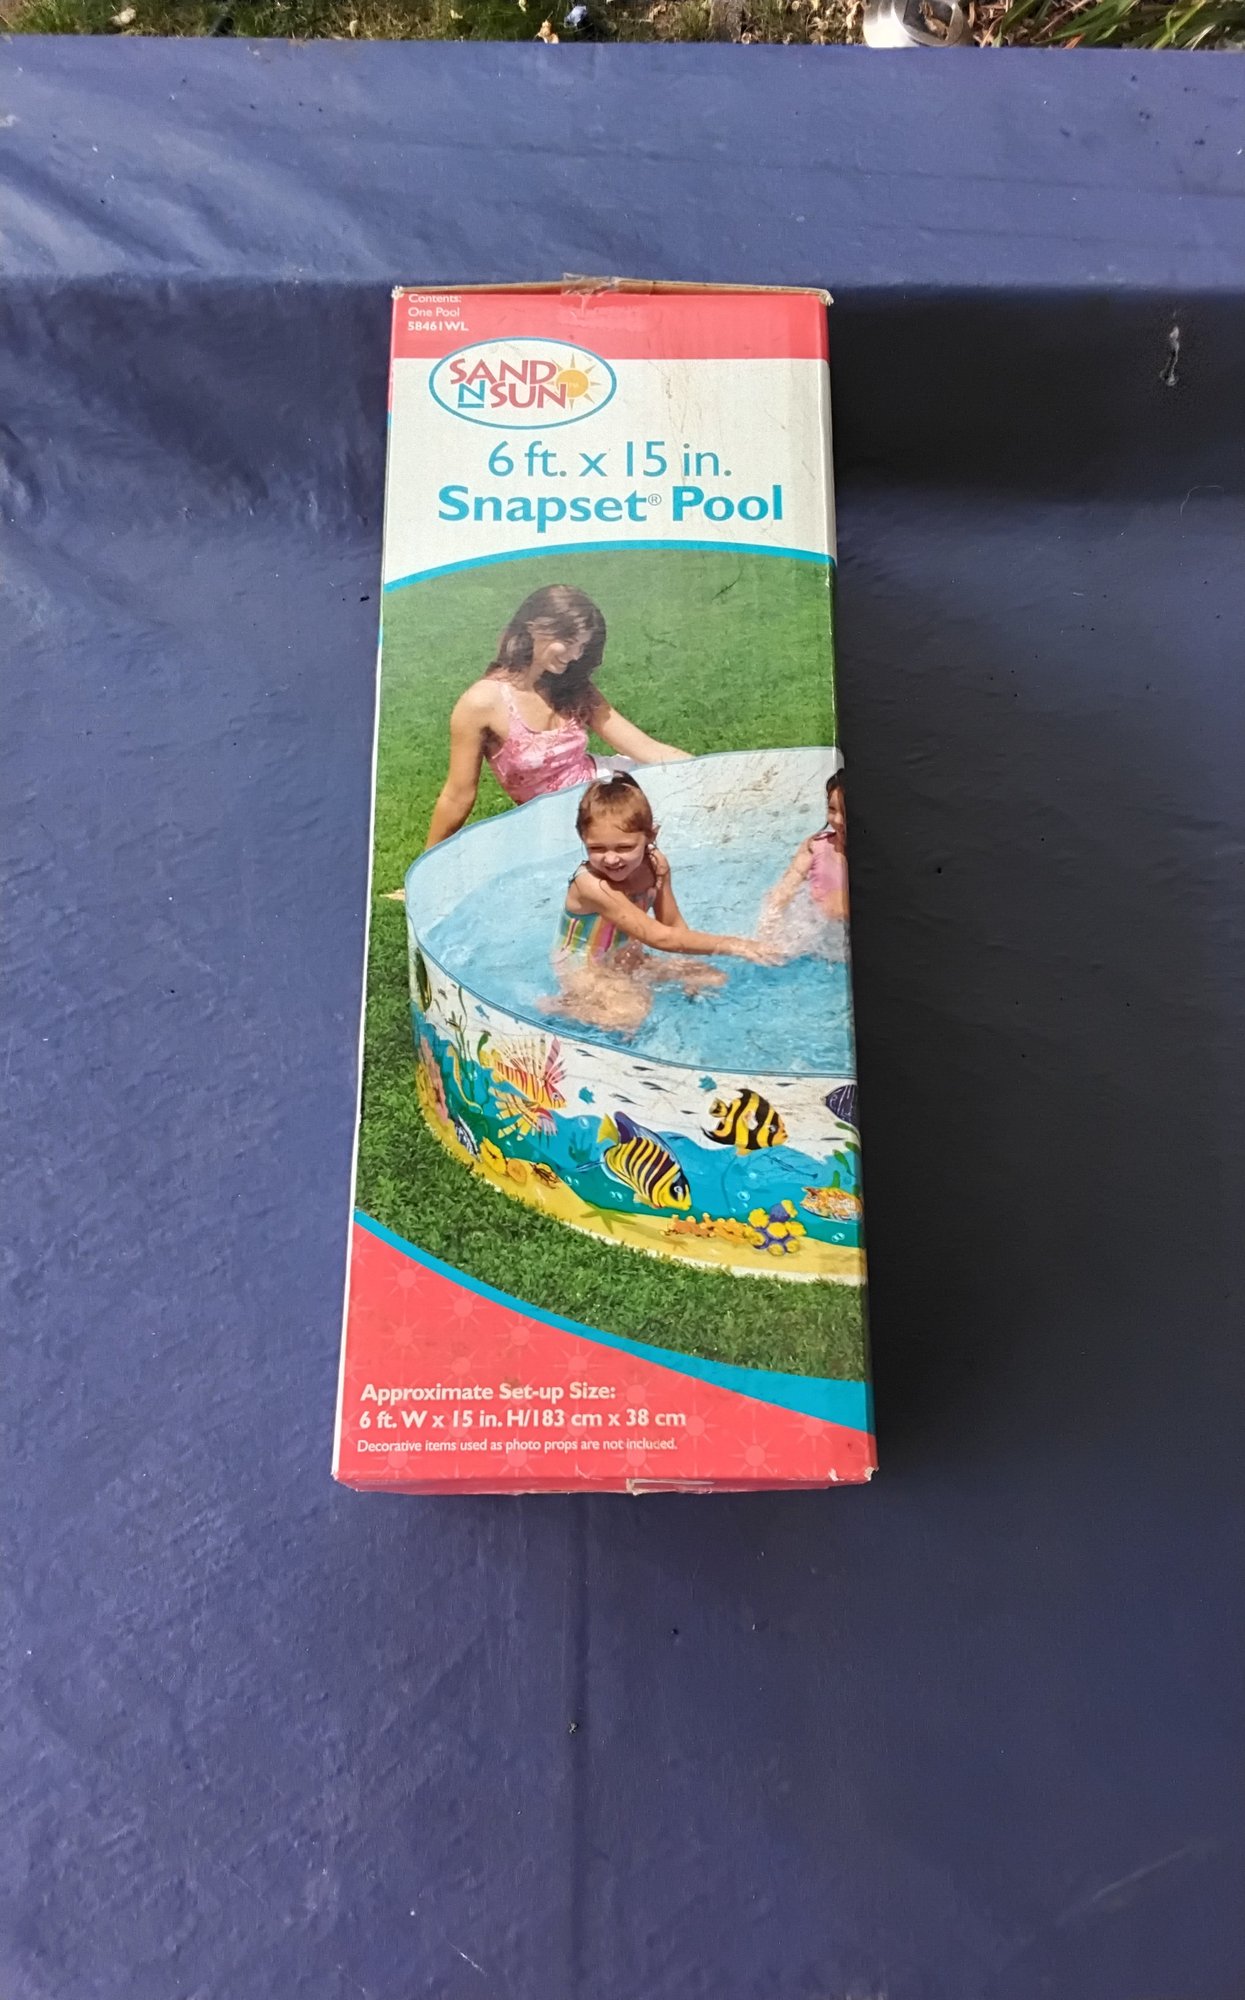 Contents:
One Pool
58461WL
SAND
N SUN™
6 ft. x 15 in.
Snapset® Pool
Approximate Set-up Size:
6 ft. W x 15 in. H/183 cm x 38 cm
Decorative items used as photo props are not included.